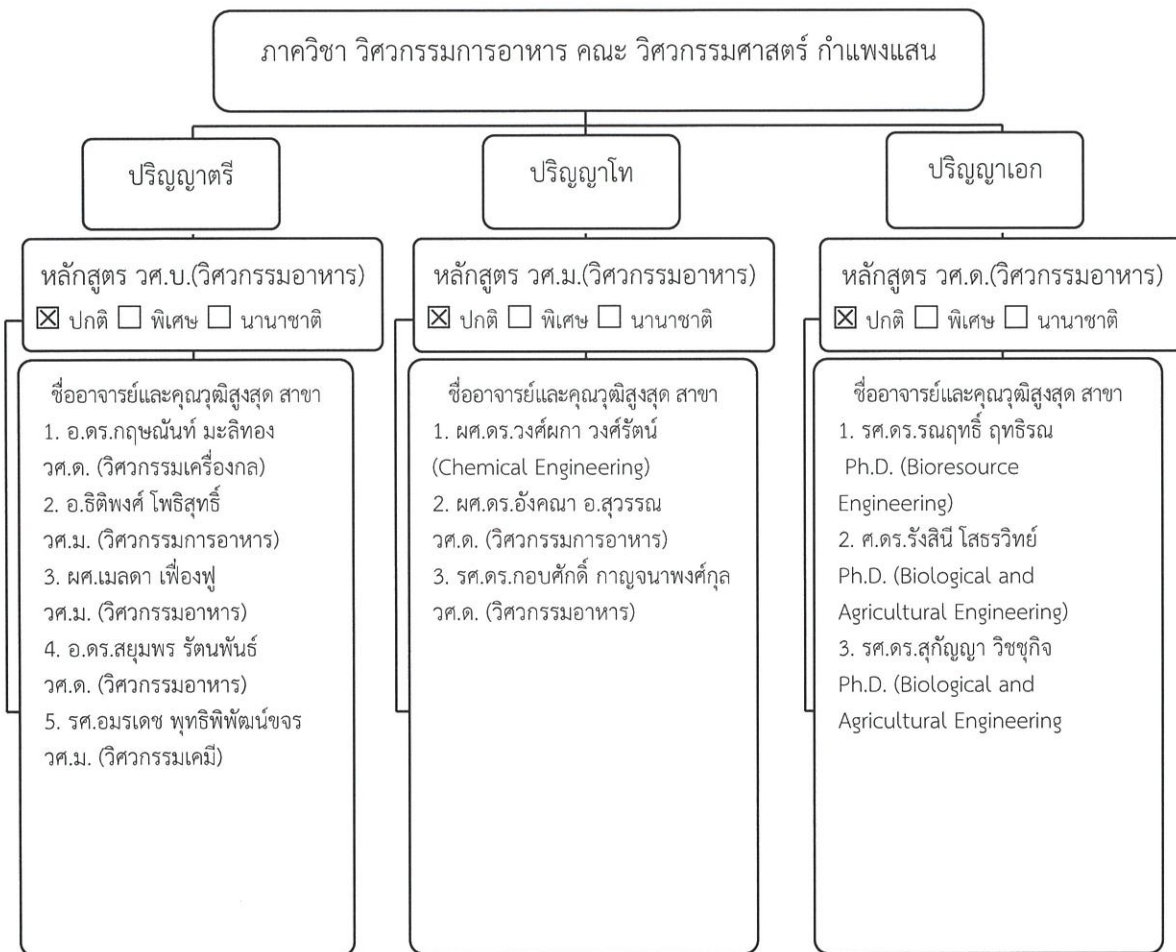 ภาควิชา วิศวกรรมการอาหาร คณะ วิศวกรรมศาสตร์ กำแพงแสน
ปริญญาตรี
หลักสูตร วศ.บ.(วิศวกรรมอาหาร)
☒ ปกติ ☐ พิเศษ ☐ นานาชาติ
ชื่ออาจารย์และคุณวุฒิสูงสุด สาขา
1. อ.ดร.กฤษณันท์ มะลิทอง
วศ.ด. (วิศวกรรมเครื่องกล)
2. อ.ธิติพงศ์ โพธิสุทธิ์
วศ.ม. (วิศวกรรมการอาหาร)
3. ผศ.เมลดา เฟื่องฟู
วศ.ม. (วิศวกรรมอาหาร)
4. อ.ดร.สยุมพร รัตนพันธ์
วศ.ด. (วิศวกรรมอาหาร)
5. รศ.อมรเดช พุทธิพิพัฒน์ขจร
วศ.ม. (วิศวกรรมเคมี)
ปริญญาโท
หลักสูตร วศ.ม.(วิศวกรรมอาหาร)
☒ ปกติ ☐ พิเศษ ☐ นานาชาติ
ชื่ออาจารย์และคุณวุฒิสูงสุด สาขา
1. ผศ.ดร.วงศ์ผกา วงศ์รัตน์
(Chemical Engineering)
2. ผศ.ดร.อังคณา อ.สุวรรณ
วศ.ด. (วิศวกรรมการอาหาร)
3. รศ.ดร.กอบศักดิ์ กาญจนาพงศ์กุล
วศ.ด. (วิศวกรรมอาหาร)
ปริญญาเอก
หลักสูตร วศ.ด.(วิศวกรรมอาหาร)
☒ ปกติ ☐ พิเศษ ☐ นานาชาติ
ชื่ออาจารย์และคุณวุฒิสูงสุด สาขา
1. รศ.ดร.รณฤทธิ์ ฤทธิรณ
Ph.D. (Bioresource
Engineering)
2. ศ.ดร.รังสินี โสธรวิทย์
Ph.D. (Biological and
Agricultural Engineering)
3. รศ.ดร.สุกัญญา วิชชุกิจ
Ph.D. (Biological and
Agricultural Engineering